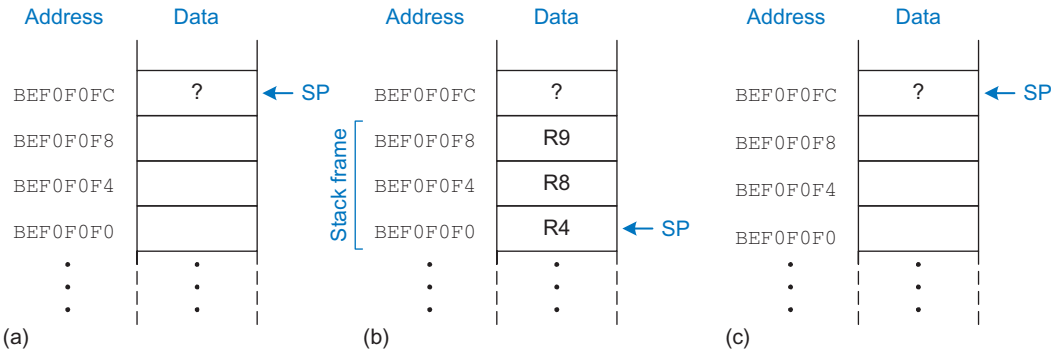 Address Data
BEF0F0FC ? SP
BEF0F0F8
BEF0F0F4
BEF0F0F0
(a)
Address Data
BEF0F0FC ?
Stack frame
BEF0F0F8 R9
BEF0F0F4 R8
BEF0F0F0 R4 SP
(b)
Address Data
BEF0F0FC ? SP
BEF0F0F8
BEF0F0F4
BEF0F0F0
(c)